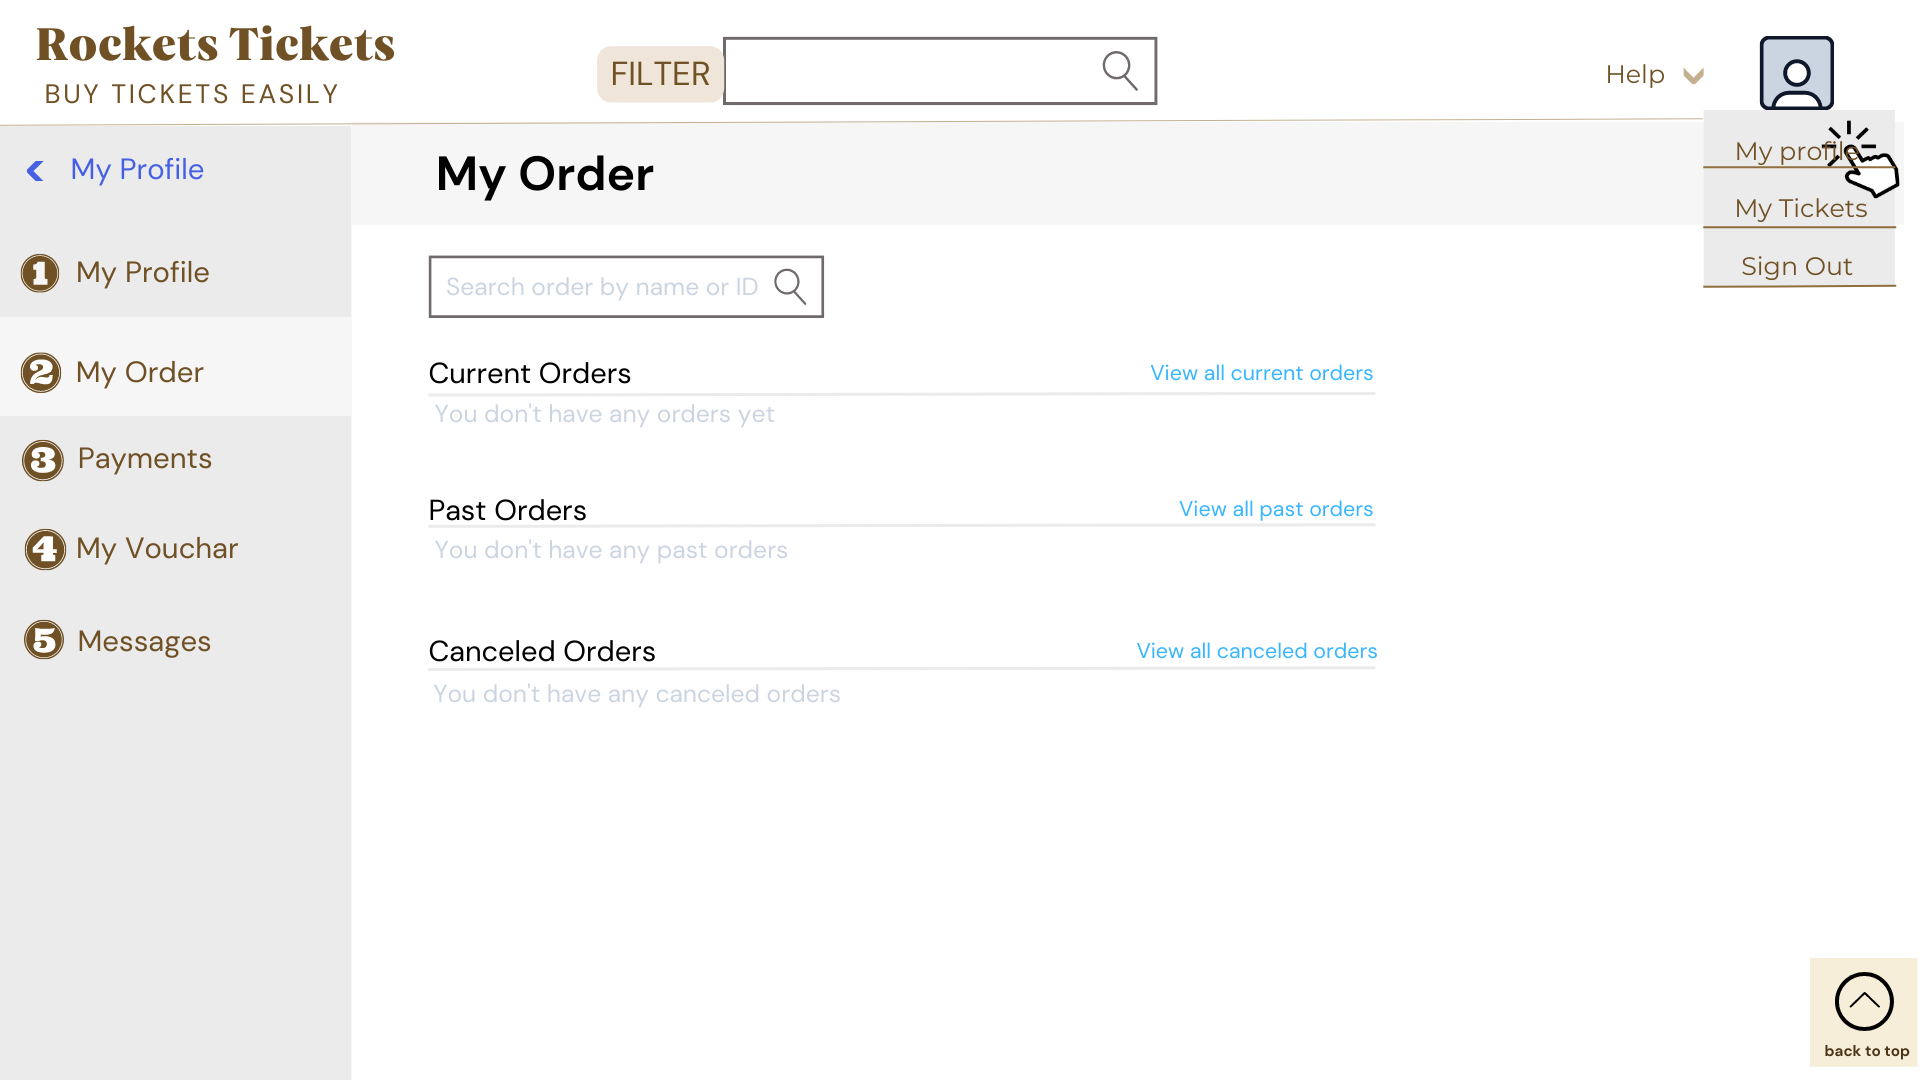 Rockets Tickets
BUY TICKETS EASILY
FILTER
Help
My profile
My Tickets
Sign Out
My Profile
1 My Profile
2 My Order
3 Payments
4 My Vouchar
5 Messages
My Order
Search order by name or ID
Current Orders View all current orders
You don't have any orders yet
Past Orders View all past orders
You don't have any past orders
Canceled Orders View all canceled orders
You don't have any canceled orders
back to top